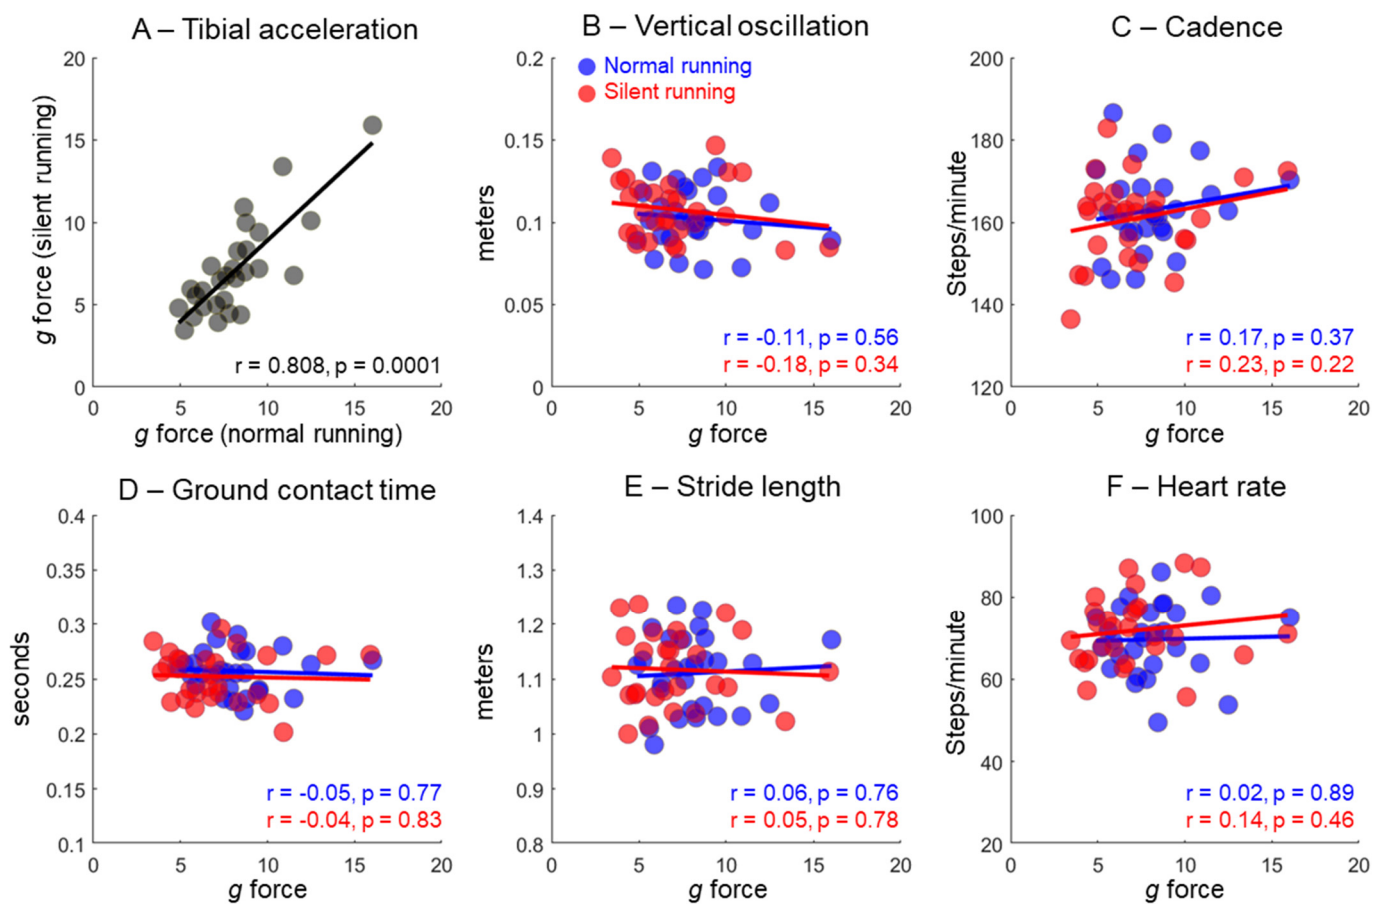 A – Tibial acceleration
20
15
10
5
0
g force (silent running)
r = 0.808, p = 0.0001
0 5 10 15 20
g force (normal running)
B – Vertical oscillation
0.2
0.15
0.1
0.05
0
meters
Normal running
Silent running
r = -0.11, p = 0.56
r = -0.18, p = 0.34
0 5 10 15 20
g force
C – Cadence
200
180
160
140
120
Steps/minute
r = 0.17, p = 0.37
r = 0.23, p = 0.22
0 5 10 15 20
g force
D – Ground contact time
0.4
0.35
0.3
0.25
0.2
0.15
0.1
seconds
r = -0.05, p = 0.77
r = -0.04, p = 0.83
0 5 10 15 20
g force
E – Stride length
1.4
1.3
1.2
1.1
1
0.9
0.8
meters
r = 0.06, p = 0.76
r = 0.05, p = 0.78
0 5 10 15 20
g force
F – Heart rate
100
80
60
40
20
Steps/minute
r = 0.02, p = 0.89
r = 0.14, p = 0.46
0 5 10 15 20
g force